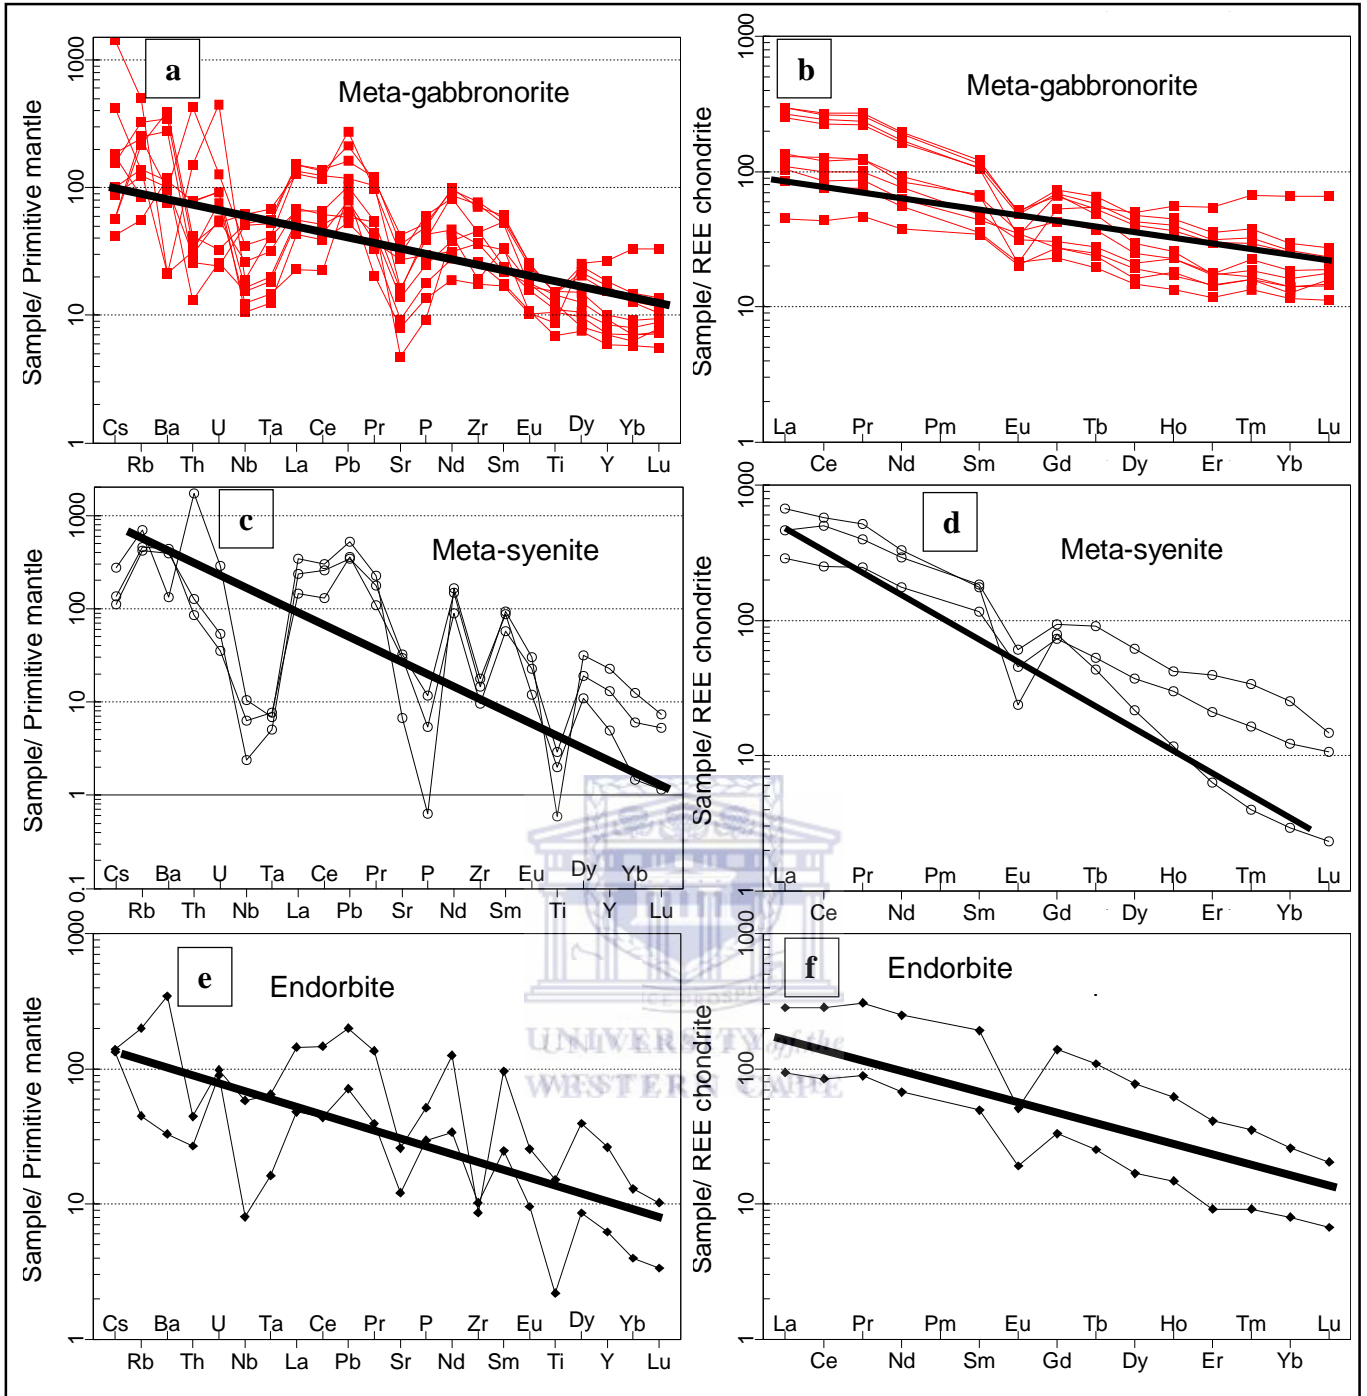 a
Meta-gabbronorite
Sample/ Primitive mantle
1000
100
10
1
Cs Ba U Ta Ce Pr P Zr Eu Dy Yb
Rb Th Nb La Pb Sr Nd Sm Ti Y Lu
b
Meta-gabbronorite
Sample/ REE chondrite
1000
100
10
1
La Pr Pm Eu Tb Ho Tm Lu
Ce Nd Sm Gd Dy Er Yb
c
Meta-syenite
Sample/ Primitive mantle
1000
100
10
1
0.1
Cs Ba U Ta Ce Pr P Zr Eu Dy Yb
Rb Th Nb La Pb Sr Nd Sm Ti Y Lu
d
Meta-syenite
Sample/ REE chondrite
1000
100
10
1
La Pr Pm Eu Tb Ho Tm Lu
Ce Nd Sm Gd Dy Er Yb
e
Endorbite
Sample/ Primitive mantle
1000
100
10
1
Cs Ba U Ta Ce Pr P Zr Eu Dy Yb
Rb Th Nb La Pb Sr Nd Sm Ti Y Lu
f
Endorbite
Sample/ REE chondrite
1000
100
10
1
La Pr Pm Eu Tb Ho Tm Lu
Ce Nd Sm Gd Dy Er Yb
UNIVERSITY of the
WESTERN CAPE